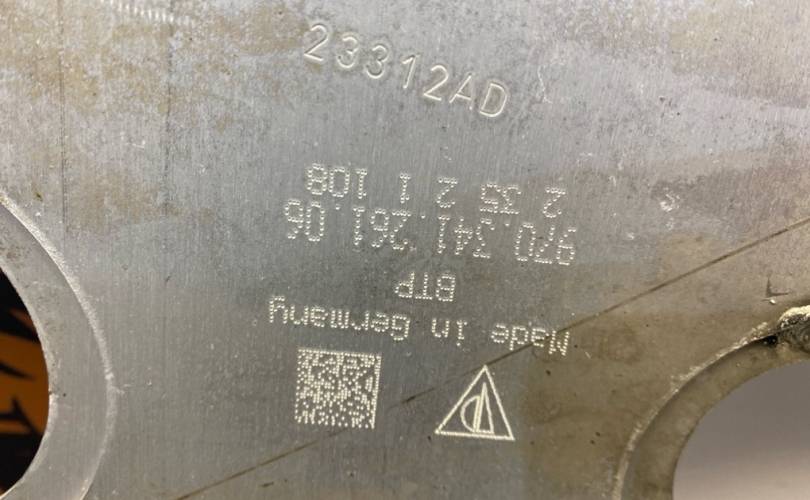 23312AD
Made in Germany
BTP
970.341.261.06
2 35 2 1 108